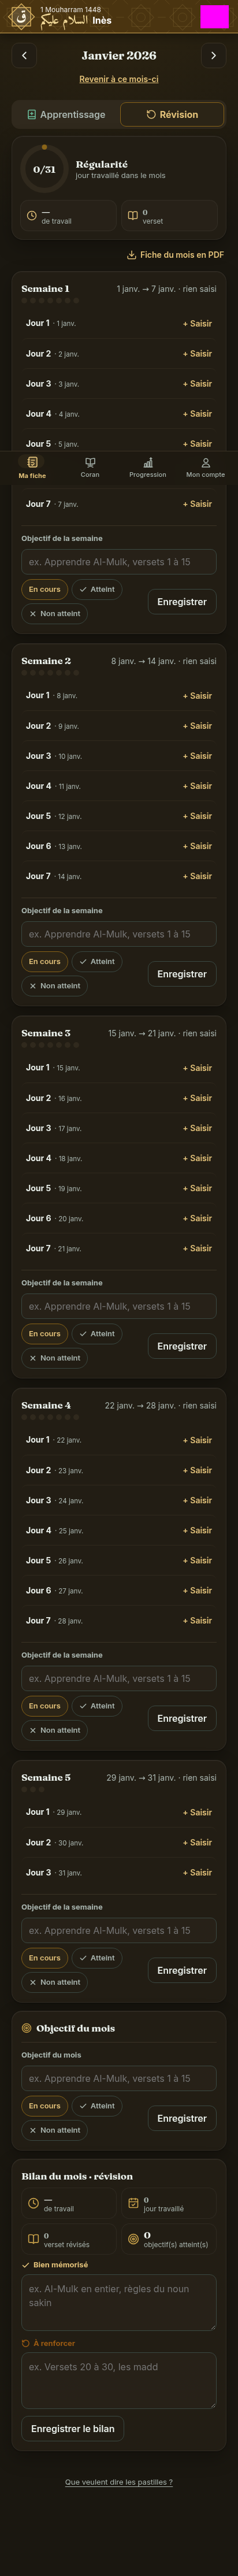 1 Mouharram 1448
السلام عليكم Inès
Janvier 2026
Revenir à ce mois-ci
Apprentissage
Révision
0/31
Régularité
jour travaillé dans le mois
—
de travail
0
verset
Fiche du mois en PDF
Semaine 1
1 janv. → 7 janv. · rien saisi
Jour 1 · 1 janv.
+ Saisir
Jour 2 · 2 janv.
+ Saisir
Jour 3 · 3 janv.
+ Saisir
Jour 4 · 4 janv.
+ Saisir
Jour 5 · 5 janv.
+ Saisir
Ma fiche
Coran
Progression
Mon compte
Jour 7 · 7 janv.
+ Saisir
Objectif de la semaine
ex. Apprendre Al-Mulk, versets 1 à 15
En cours
Atteint
Non atteint
Enregistrer
Semaine 2
8 janv. → 14 janv. · rien saisi
Jour 1 · 8 janv.
+ Saisir
Jour 2 · 9 janv.
+ Saisir
Jour 3 · 10 janv.
+ Saisir
Jour 4 · 11 janv.
+ Saisir
Jour 5 · 12 janv.
+ Saisir
Jour 6 · 13 janv.
+ Saisir
Jour 7 · 14 janv.
+ Saisir
Objectif de la semaine
ex. Apprendre Al-Mulk, versets 1 à 15
En cours
Atteint
Non atteint
Enregistrer
Semaine 3
15 janv. → 21 janv. · rien saisi
Jour 1 · 15 janv.
+ Saisir
Jour 2 · 16 janv.
+ Saisir
Jour 3 · 17 janv.
+ Saisir
Jour 4 · 18 janv.
+ Saisir
Jour 5 · 19 janv.
+ Saisir
Jour 6 · 20 janv.
+ Saisir
Jour 7 · 21 janv.
+ Saisir
Objectif de la semaine
ex. Apprendre Al-Mulk, versets 1 à 15
En cours
Atteint
Non atteint
Enregistrer
Semaine 4
22 janv. → 28 janv. · rien saisi
Jour 1 · 22 janv.
+ Saisir
Jour 2 · 23 janv.
+ Saisir
Jour 3 · 24 janv.
+ Saisir
Jour 4 · 25 janv.
+ Saisir
Jour 5 · 26 janv.
+ Saisir
Jour 6 · 27 janv.
+ Saisir
Jour 7 · 28 janv.
+ Saisir
Objectif de la semaine
ex. Apprendre Al-Mulk, versets 1 à 15
En cours
Atteint
Non atteint
Enregistrer
Semaine 5
29 janv. → 31 janv. · rien saisi
Jour 1 · 29 janv.
+ Saisir
Jour 2 · 30 janv.
+ Saisir
Jour 3 · 31 janv.
+ Saisir
Objectif de la semaine
ex. Apprendre Al-Mulk, versets 1 à 15
En cours
Atteint
Non atteint
Enregistrer
Objectif du mois
Objectif du mois
ex. Apprendre Al-Mulk, versets 1 à 15
En cours
Atteint
Non atteint
Enregistrer
Bilan du mois · révision
—
de travail
0
jour travaillé
0
verset révisés
0
objectif(s) atteint(s)
Bien mémorisé
ex. Al-Mulk en entier, règles du noun
sakin
À renforcer
ex. Versets 20 à 30, les madd
Enregistrer le bilan
Que veulent dire les pastilles ?